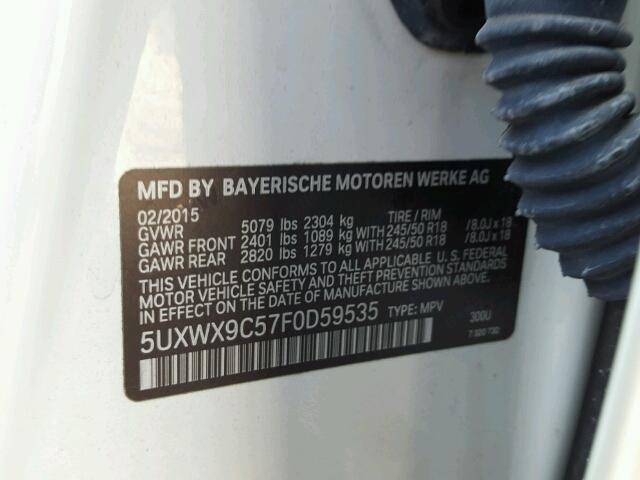 MFD BY BAYERISCHE MOTOREN WERKE AG
02/2015 TIRE / RIM
GVWR 5079 lbs 2304 kg
GAWR FRONT 2401 lbs 1089 kg WITH 245/50 R18 /8.0J x 18
GAWR REAR 2820 lbs 1279 kg WITH 245/50 R18 /8.0J x 18
THIS VEHICLE CONFORMS TO ALL APPLICABLE U. S. FEDERAL
MOTOR VEHICLE SAFETY AND THEFT PREVENTION STANDARDS
IN EFFECT ON THE DATE OF MANUFACTURE SHOWN ABOVE.
5UXWX9C57F0D59535 TYPE: MPV 300U
7 320 732